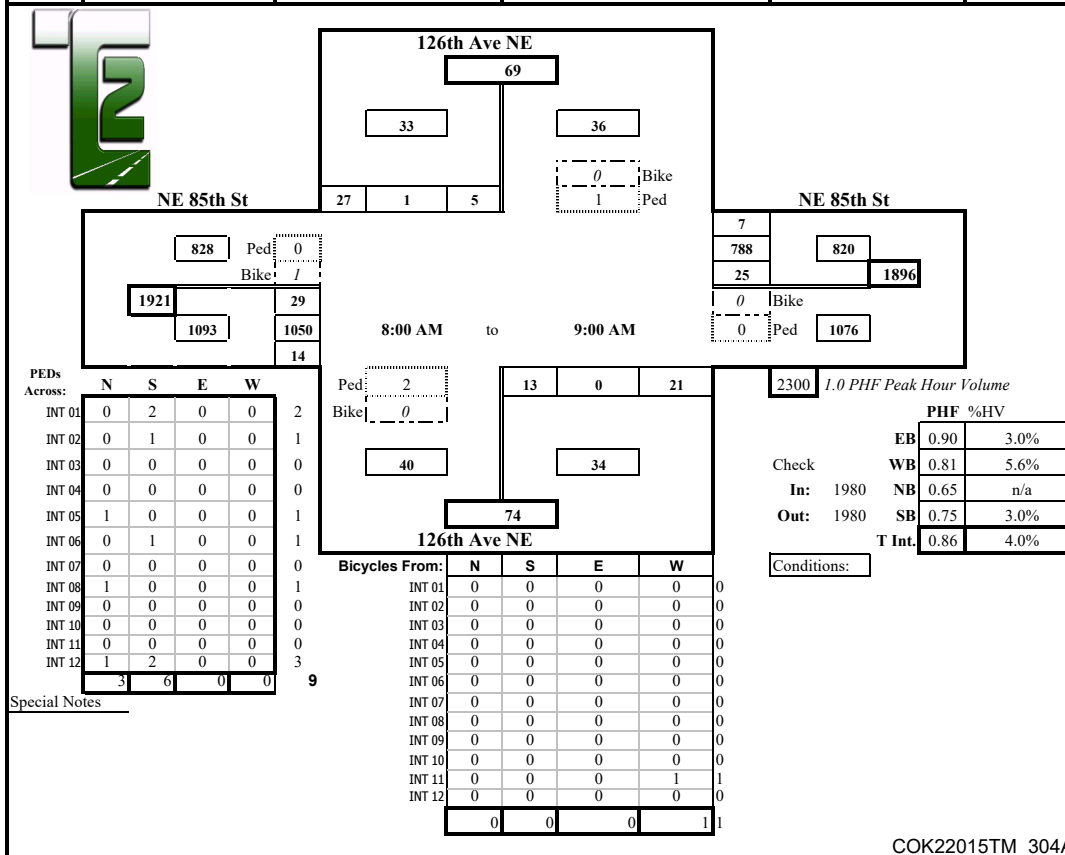 126th Ave NE
69
33 36
0 Bike
1 Ped
NE 85th St 27 1 5 NE 85th St
7
828 Ped 0 788 820
Bike 1 25 1896
1921 29 0 Bike
1093 1050 8:00 AM to 9:00 AM 0 Ped 1076
14
PEDs
Across: N S E W Ped 2 13 0 21 2300 1.0 PHF Peak Hour Volume
INT 01 0 2 0 0 2 Bike 0 PHF %HV
INT 02 0 1 0 0 1 EB 0.90 3.0%
INT 03 0 0 0 0 0 40 34 Check WB 0.81 5.6%
INT 04 0 0 0 0 0 In: 1980 NB 0.65 n/a
INT 05 1 0 0 0 1 74 Out: 1980 SB 0.75 3.0%
INT 06 0 1 0 0 1 126th Ave NE T Int. 0.86 4.0%
INT 07 0 0 0 0 0 Bicycles From: N S E W Conditions:
INT 08 1 0 0 0 1 INT 01 0 0 0 0 0
INT 09 0 0 0 0 0 INT 02 0 0 0 0 0
INT 10 0 0 0 0 0 INT 03 0 0 0 0 0
INT 11 0 0 0 0 0 INT 04 0 0 0 0 0
INT 12 1 2 0 0 3 INT 05 0 0 0 0 0
3 6 0 0 9 INT 06 0 0 0 0 0
Special Notes INT 07 0 0 0 0 0
INT 08 0 0 0 0 0
INT 09 0 0 0 0 0
INT 10 0 0 0 0 0
INT 11 0 0 0 1 1
INT 12 0 0 0 0 0
0 0 0 1 1